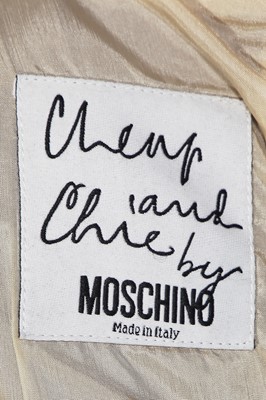 Cheap
and
Chic by
MOSCHINO
Made in Italy